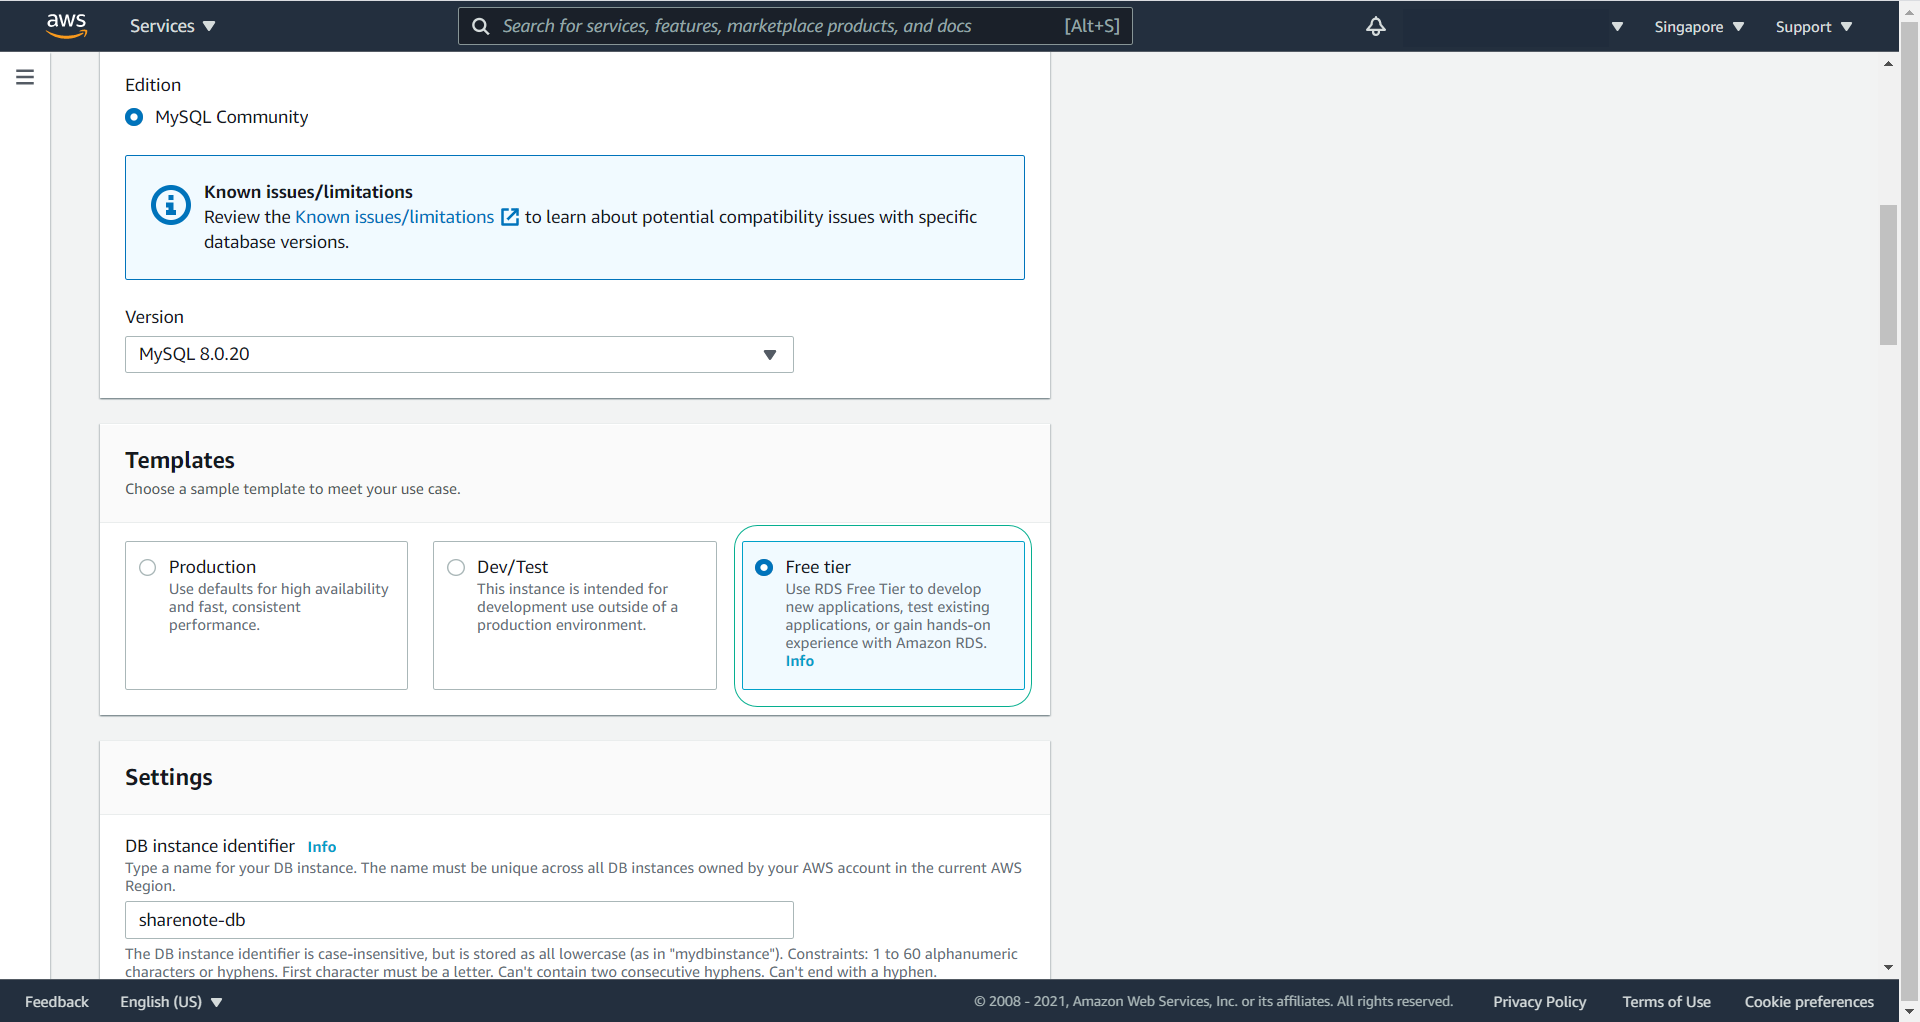 aws
Services
Search for services, features, marketplace products, and docs
[Alt+S]
Singapore
Support
Edition
MySQL Community
Known issues/limitations
Review the Known issues/limitations to learn about potential compatibility issues with specific
database versions.
Version
MySQL 8.0.20
Templates
Choose a sample template to meet your use case.
Production
Use defaults for high availability
and fast, consistent
performance.
Dev/Test
This instance is intended for
development use outside of a
production environment.
Free tier
Use RDS Free Tier to develop
new applications, test existing
applications, or gain hands-on
experience with Amazon RDS.
Info
Settings
DB instance identifier Info
Type a name for your DB instance. The name must be unique across all DB instances owned by your AWS account in the current AWS
Region.
sharenote-db
The DB instance identifier is case-insensitive, but is stored as all lowercase (as in "mydbinstance"). Constraints: 1 to 60 alphanumeric
characters or hyphens. First character must be a letter. Can't contain two consecutive hyphens. Can't end with a hyphen.
Feedback
English (US)
© 2008 - 2021, Amazon Web Services, Inc. or its affiliates. All rights reserved.
Privacy Policy
Terms of Use
Cookie preferences